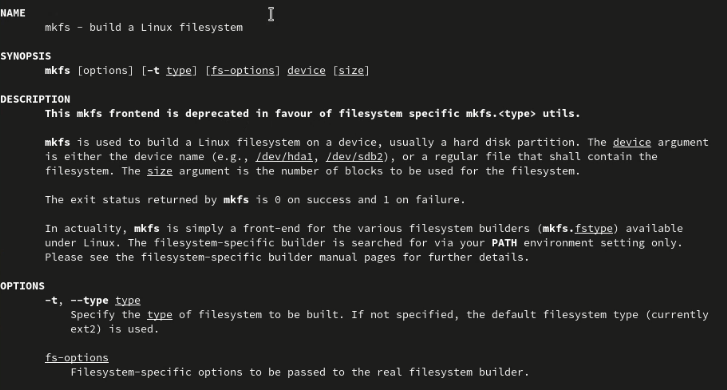 NAME
mkfs - build a Linux filesystem
SYNOPSIS
mkfs [options] [-t type] [fs-options] device [size]
DESCRIPTION
This mkfs frontend is deprecated in favour of filesystem specific mkfs.<type> utils.
mkfs is used to build a Linux filesystem on a device, usually a hard disk partition. The device argument
is either the device name (e.g., /dev/hda1, /dev/sdb2), or a regular file that shall contain the
filesystem. The size argument is the number of blocks to be used for the filesystem.
The exit status returned by mkfs is 0 on success and 1 on failure.
In actuality, mkfs is simply a front-end for the various filesystem builders (mkfs.fstype) available
under Linux. The filesystem-specific builder is searched for via your PATH environment setting only.
Please see the filesystem-specific builder manual pages for further details.
OPTIONS
-t, --type type
Specify the type of filesystem to be built. If not specified, the default filesystem type (currently
ext2) is used.
fs-options
Filesystem-specific options to be passed to the real filesystem builder.